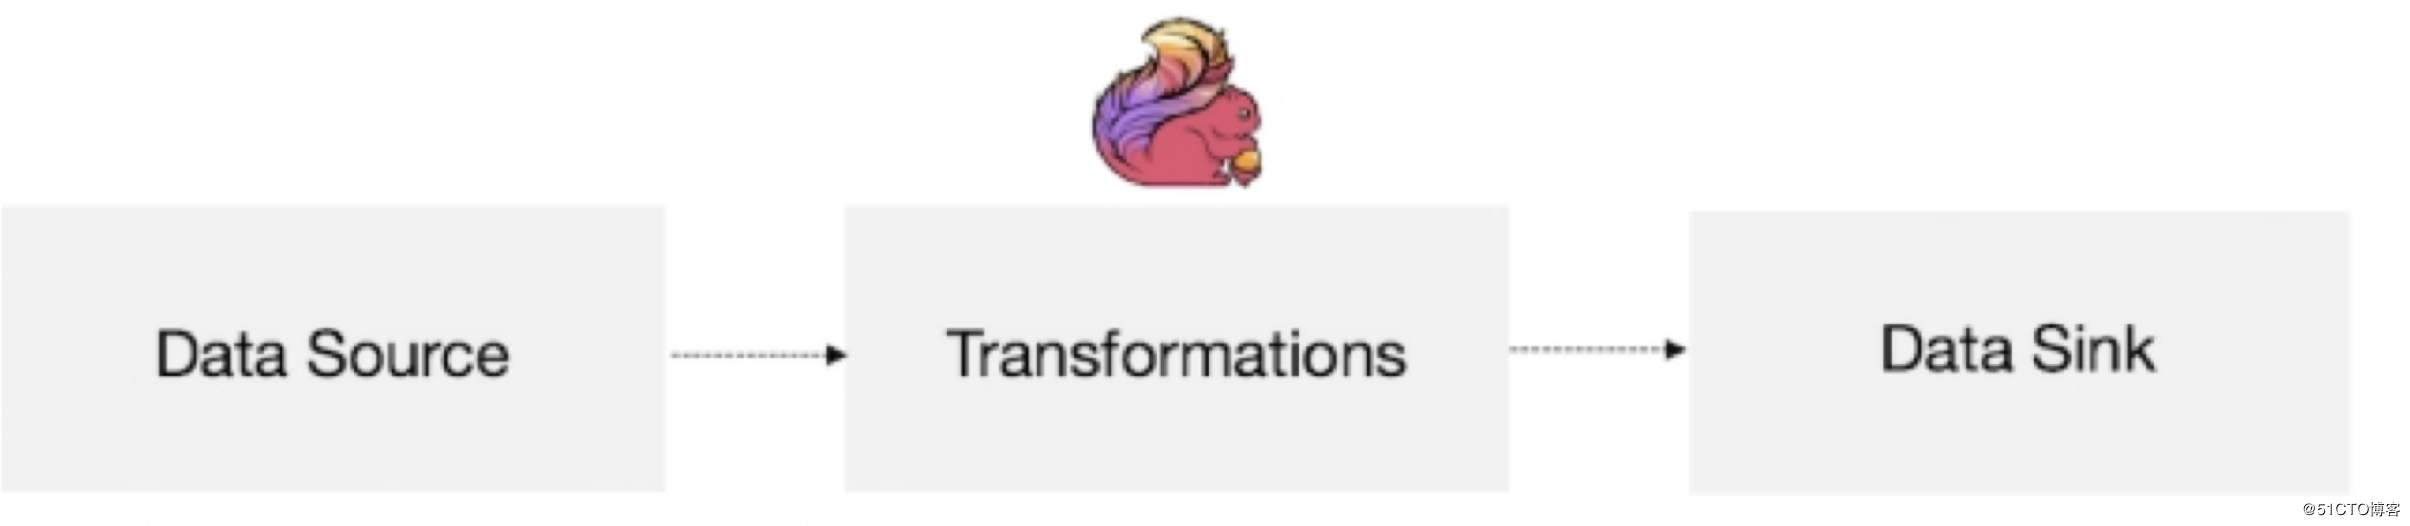 Data Source
Transformations
Data Sink
@51CTO博客